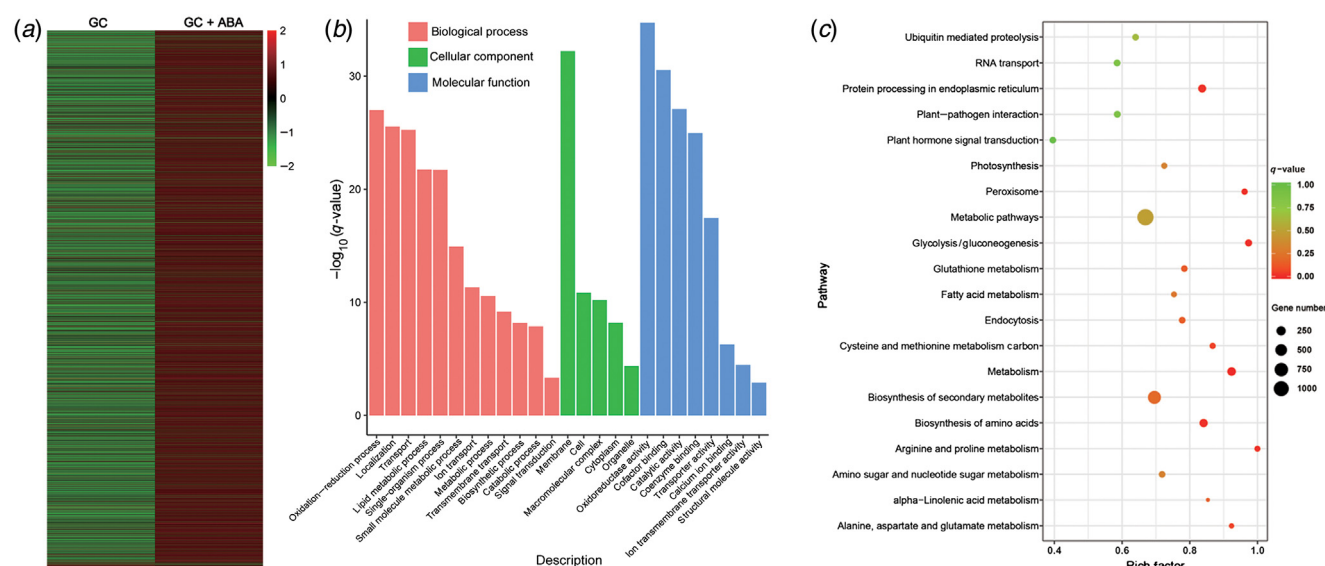 (a)
GC
GC + ABA
2
1
0
−1
−2
(b)
Biological process
Cellular component
Molecular function
−log10 (q-value)
30
20
10
0
Oxidation−reduction process
Localization
Transport
Lipid metabolic process
Single−organism process
Small molecule metabolic process
Ion transport
Metabolic process
Transmembrane transport
Biosynthetic process
Catabolic process
Signal transduction
Membrane
Cell
Macromolecular complex
Cytoplasm
Organelle
Oxidoreductase activity
Cofactor binding
Catalytic activity
Coenzyme binding
Transporter activity
Calcium ion binding
Ion transmembrane transporter activity
Structural molecule activity
Description
(c)
Pathway
Ubiquitin mediated proteolysis
RNA transport
Protein processing in endoplasmic reticulum
Plant−pathogen interaction
Plant hormone signal transduction
Photosynthesis
Peroxisome
Metabolic pathways
Glycolysis/gluconeogenesis
Glutathione metabolism
Fatty acid metabolism
Endocytosis
Cysteine and methionine metabolism carbon
Metabolism
Biosynthesis of secondary metabolites
Biosynthesis of amino acids
Arginine and proline metabolism
Amino sugar and nucleotide sugar metabolism
alpha−Linolenic acid metabolism
Alanine, aspartate and glutamate metabolism
0.4
0.6
0.8
1.0
Rich factor
q-value
1.00
0.75
0.50
0.25
0.00
Gene number
250
500
750
1000